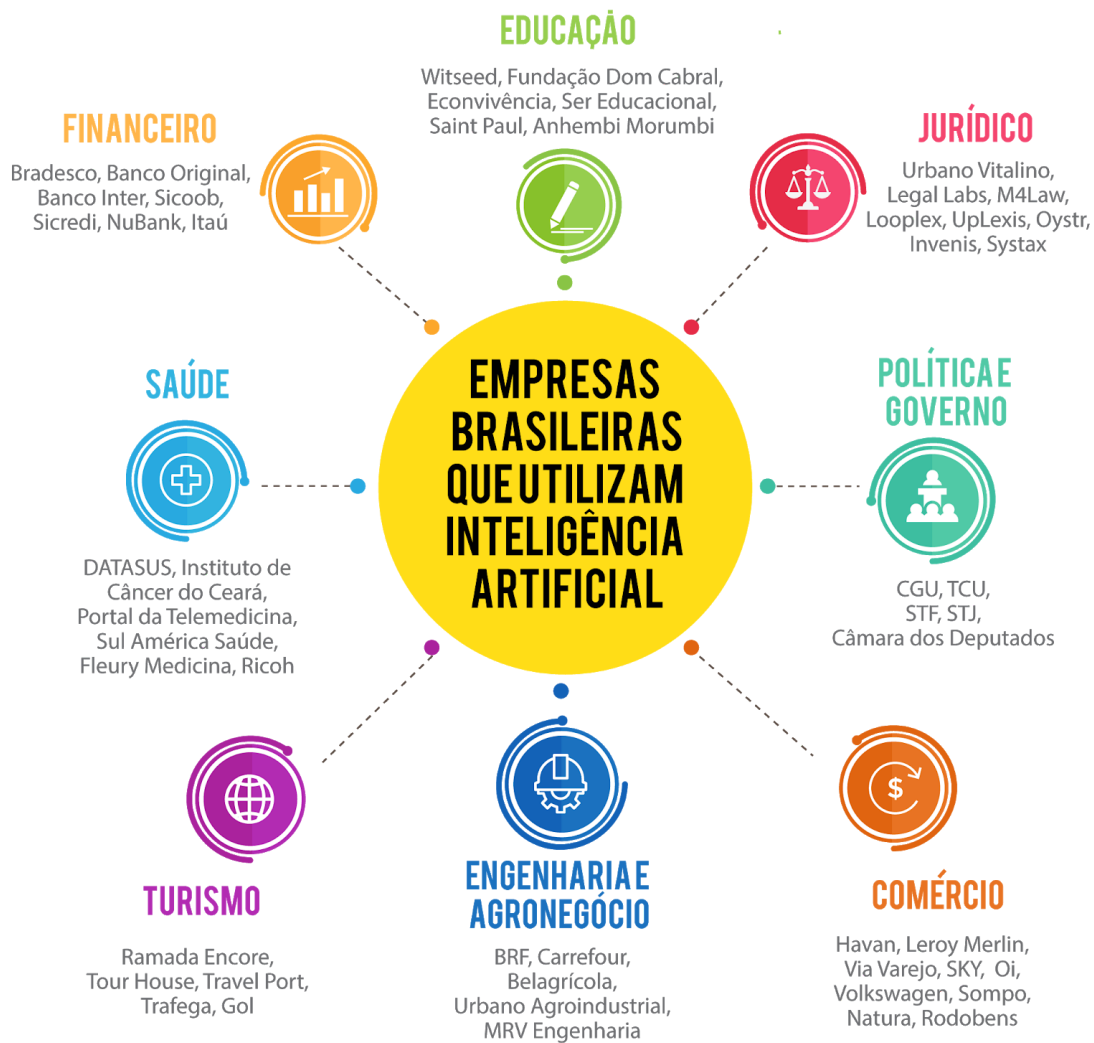 EDUCAÇÃO
Witseed, Fundação Dom Cabral,
Econvivência, Ser Educacional,
Saint Paul, Anhembi Morumbi
FINANCEIRO
Bradesco, Banco Original,
Banco Inter, Sicoob,
Sicredi, NuBank, Itaú
JURÍDICO
Urbano Vitalino,
Legal Labs, M4Law,
Looplex, UpLexis, Oystr,
Invenis, Systax
EMPRESAS
BRASILEIRAS
QUE UTILIZAM
INTELIGÊNCIA
ARTIFICIAL
SAÚDE
DATASUS, Instituto de
Câncer do Ceará,
Portal da Telemedicina,
Sul América Saúde,
Fleury Medicina, Ricoh
POLÍTICA E
GOVERNO
CGU, TCU,
STF, STJ,
Câmara dos Deputados
TURISMO
Ramada Encore,
Tour House, Travel Port,
Trafega, Gol
ENGENHARIA E
AGRONEGÓCIO
BRF, Carrefour,
Belagrícola,
Urbano Agroindustrial,
MRV Engenharia
$
COMÉRCIO
Havan, Leroy Merlin,
Via Varejo, SKY, Oi,
Volkswagen, Sompo,
Natura, Rodobens